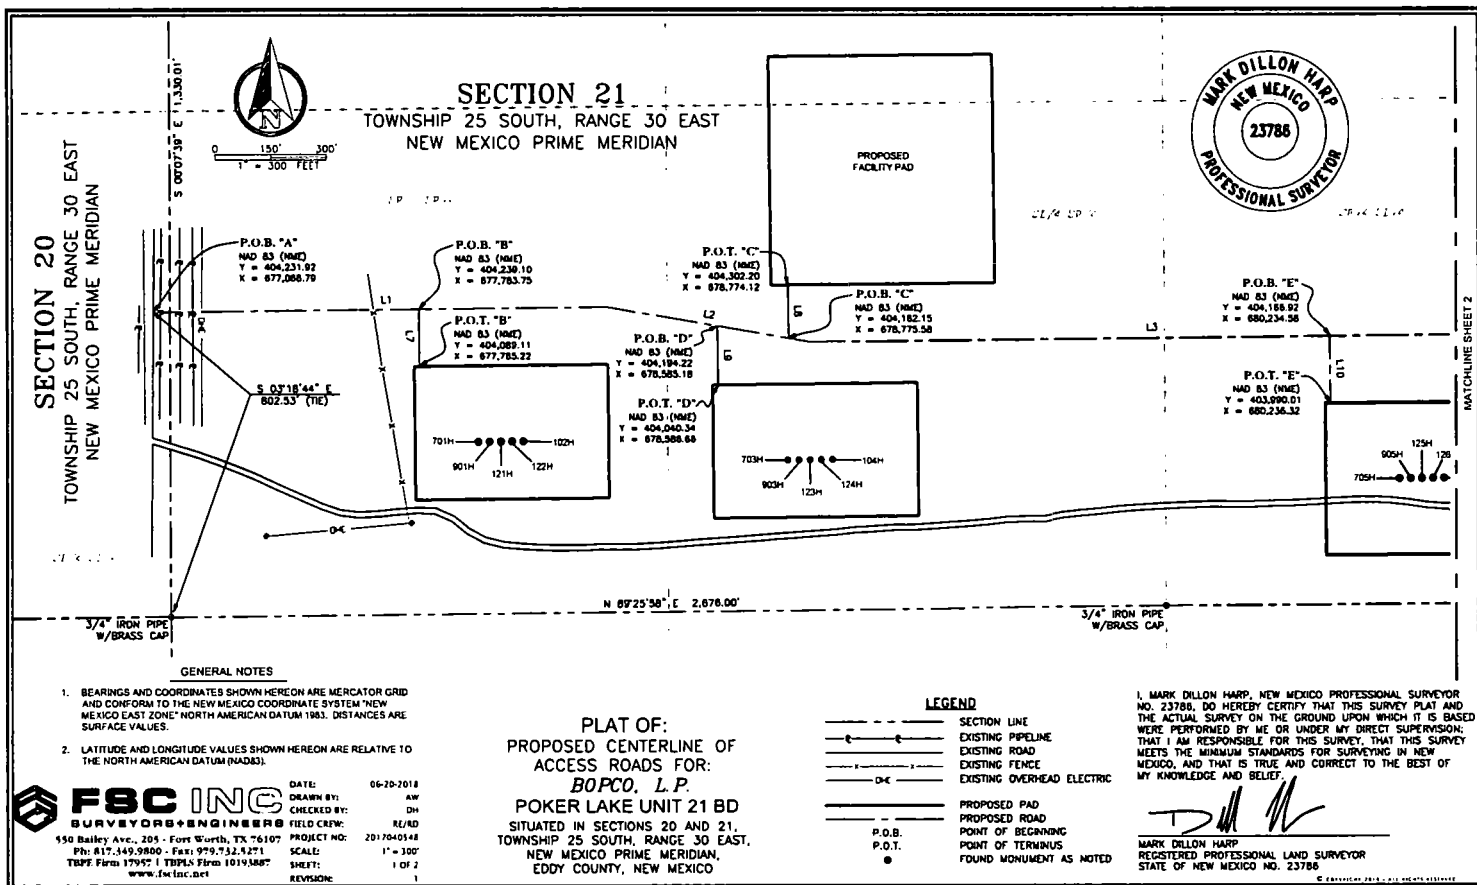 SECTION 21
TOWNSHIP 25 SOUTH, RANGE 30 EAST
NEW MEXICO PRIME MERIDIAN
N
0 150' 300'
1" = 300 FEET
S 00°07'39" E 1,330.01'
SECTION 20
TOWNSHIP 25 SOUTH, RANGE 30 EAST
NEW MEXICO PRIME MERIDIAN
MARK DILLON HARP
NEW MEXICO
23786
PROFESSIONAL SURVEYOR
PROPOSED
FACILITY PAD
P.O.B. "A"
NAD 83 (NME)
Y = 404,231.92
X = 677,088.79
P.O.B. "B"
NAD 83 (NME)
Y = 404,239.10
X = 677,783.75
P.O.T. "B"
NAD 83 (NME)
Y = 404,089.11
X = 677,785.22
P.O.T. "C"
NAD 83 (NME)
Y = 404,302.20
X = 678,774.12
P.O.B. "C"
NAD 83 (NME)
Y = 404,182.15
X = 678,775.58
P.O.B. "D"
NAD 83 (NME)
Y = 404,194.22
X = 678,585.18
P.O.T. "D"
NAD 83 (NME)
Y = 404,040.34
X = 678,586.68
P.O.B. "E"
NAD 83 (NME)
Y = 404,166.92
X = 680,234.58
P.O.T. "E"
NAD 83 (NME)
Y = 403,990.01
X = 680,236.32
L1
L7
L2
L9
L3
L10
OHE
S 03°18'44" E
802.53' (TIE)
701H
102H
901H
122H
121H
703H
104H
903H
124H
123H
125H
905H
126
705H
OHE
MATCHLINE SHEET 2
N 89°25'58" E 2,676.00'
3/4" IRON PIPE
W/BRASS CAP
3/4" IRON PIPE
W/BRASS CAP
GENERAL NOTES
1. BEARINGS AND COORDINATES SHOWN HEREON ARE MERCATOR GRID
AND CONFORM TO THE NEW MEXICO COORDINATE SYSTEM "NEW
MEXICO EAST ZONE" NORTH AMERICAN DATUM 1983. DISTANCES ARE
SURFACE VALUES.
2. LATITUDE AND LONGITUDE VALUES SHOWN HEREON ARE RELATIVE TO
THE NORTH AMERICAN DATUM (NAD83).
FSC INC
SURVEYORS+ENGINEERS
550 Bailey Ave., 205 - Fort Worth, TX 76107
Ph: 817.349.9800 - Fax: 979.732.5271
TBPE Firm 17957 | TBPLS Firm 10193887
www.fscinc.net
DATE: 06-20-2018
DRAWN BY: AW
CHECKED BY: DH
FIELD CREW: RE/RD
PROJECT NO: 2017040548
SCALE: 1" = 300'
SHEET: 1 OF 2
REVISION: 1
PLAT OF:
PROPOSED CENTERLINE OF
ACCESS ROADS FOR:
BOPCO, L.P.
POKER LAKE UNIT 21 BD
SITUATED IN SECTIONS 20 AND 21,
TOWNSHIP 25 SOUTH, RANGE 30 EAST,
NEW MEXICO PRIME MERIDIAN,
EDDY COUNTY, NEW MEXICO
LEGEND
SECTION LINE
EXISTING PIPELINE
EXISTING ROAD
EXISTING FENCE
OHE EXISTING OVERHEAD ELECTRIC
PROPOSED PAD
PROPOSED ROAD
P.O.B. POINT OF BEGINNING
P.O.T. POINT OF TERMINUS
FOUND MONUMENT AS NOTED
I, MARK DILLON HARP, NEW MEXICO PROFESSIONAL SURVEYOR
NO. 23786, DO HEREBY CERTIFY THAT THIS SURVEY PLAT AND
THE ACTUAL SURVEY ON THE GROUND UPON WHICH IT IS BASED
WERE PERFORMED BY ME OR UNDER MY DIRECT SUPERVISION;
THAT I AM RESPONSIBLE FOR THIS SURVEY, THAT THIS SURVEY
MEETS THE MINIMUM STANDARDS FOR SURVEYING IN NEW
MEXICO, AND THAT IS TRUE AND CORRECT TO THE BEST OF
MY KNOWLEDGE AND BELIEF.
MARK DILLON HARP
REGISTERED PROFESSIONAL LAND SURVEYOR
STATE OF NEW MEXICO NO. 23786